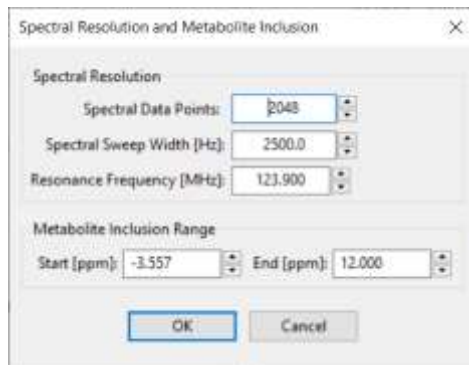 Spectral Resolution and Metabolite Inclusion
Spectral Resolution
Spectral Data Points: 2048
Spectral Sweep Width [Hz]: 2500.0
Resonance Frequency [MHz]: 123.900
Metabolite Inclusion Range
Start [ppm]: -3.557 End [ppm]: 12.000
OK Cancel